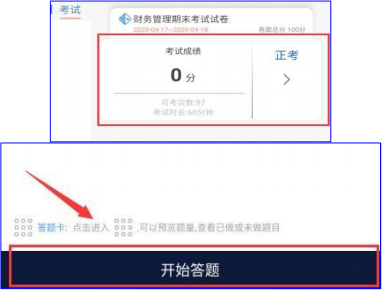 考试
财务管理期末考试试卷
2020-04-17~2020-04-18 卷面总分 100分
考试成绩
0 分
正考
可考次数:97
考试时长:60分钟
答题卡: 点击进入 ,可以预览题量,查看已做或未做题目
开始答题